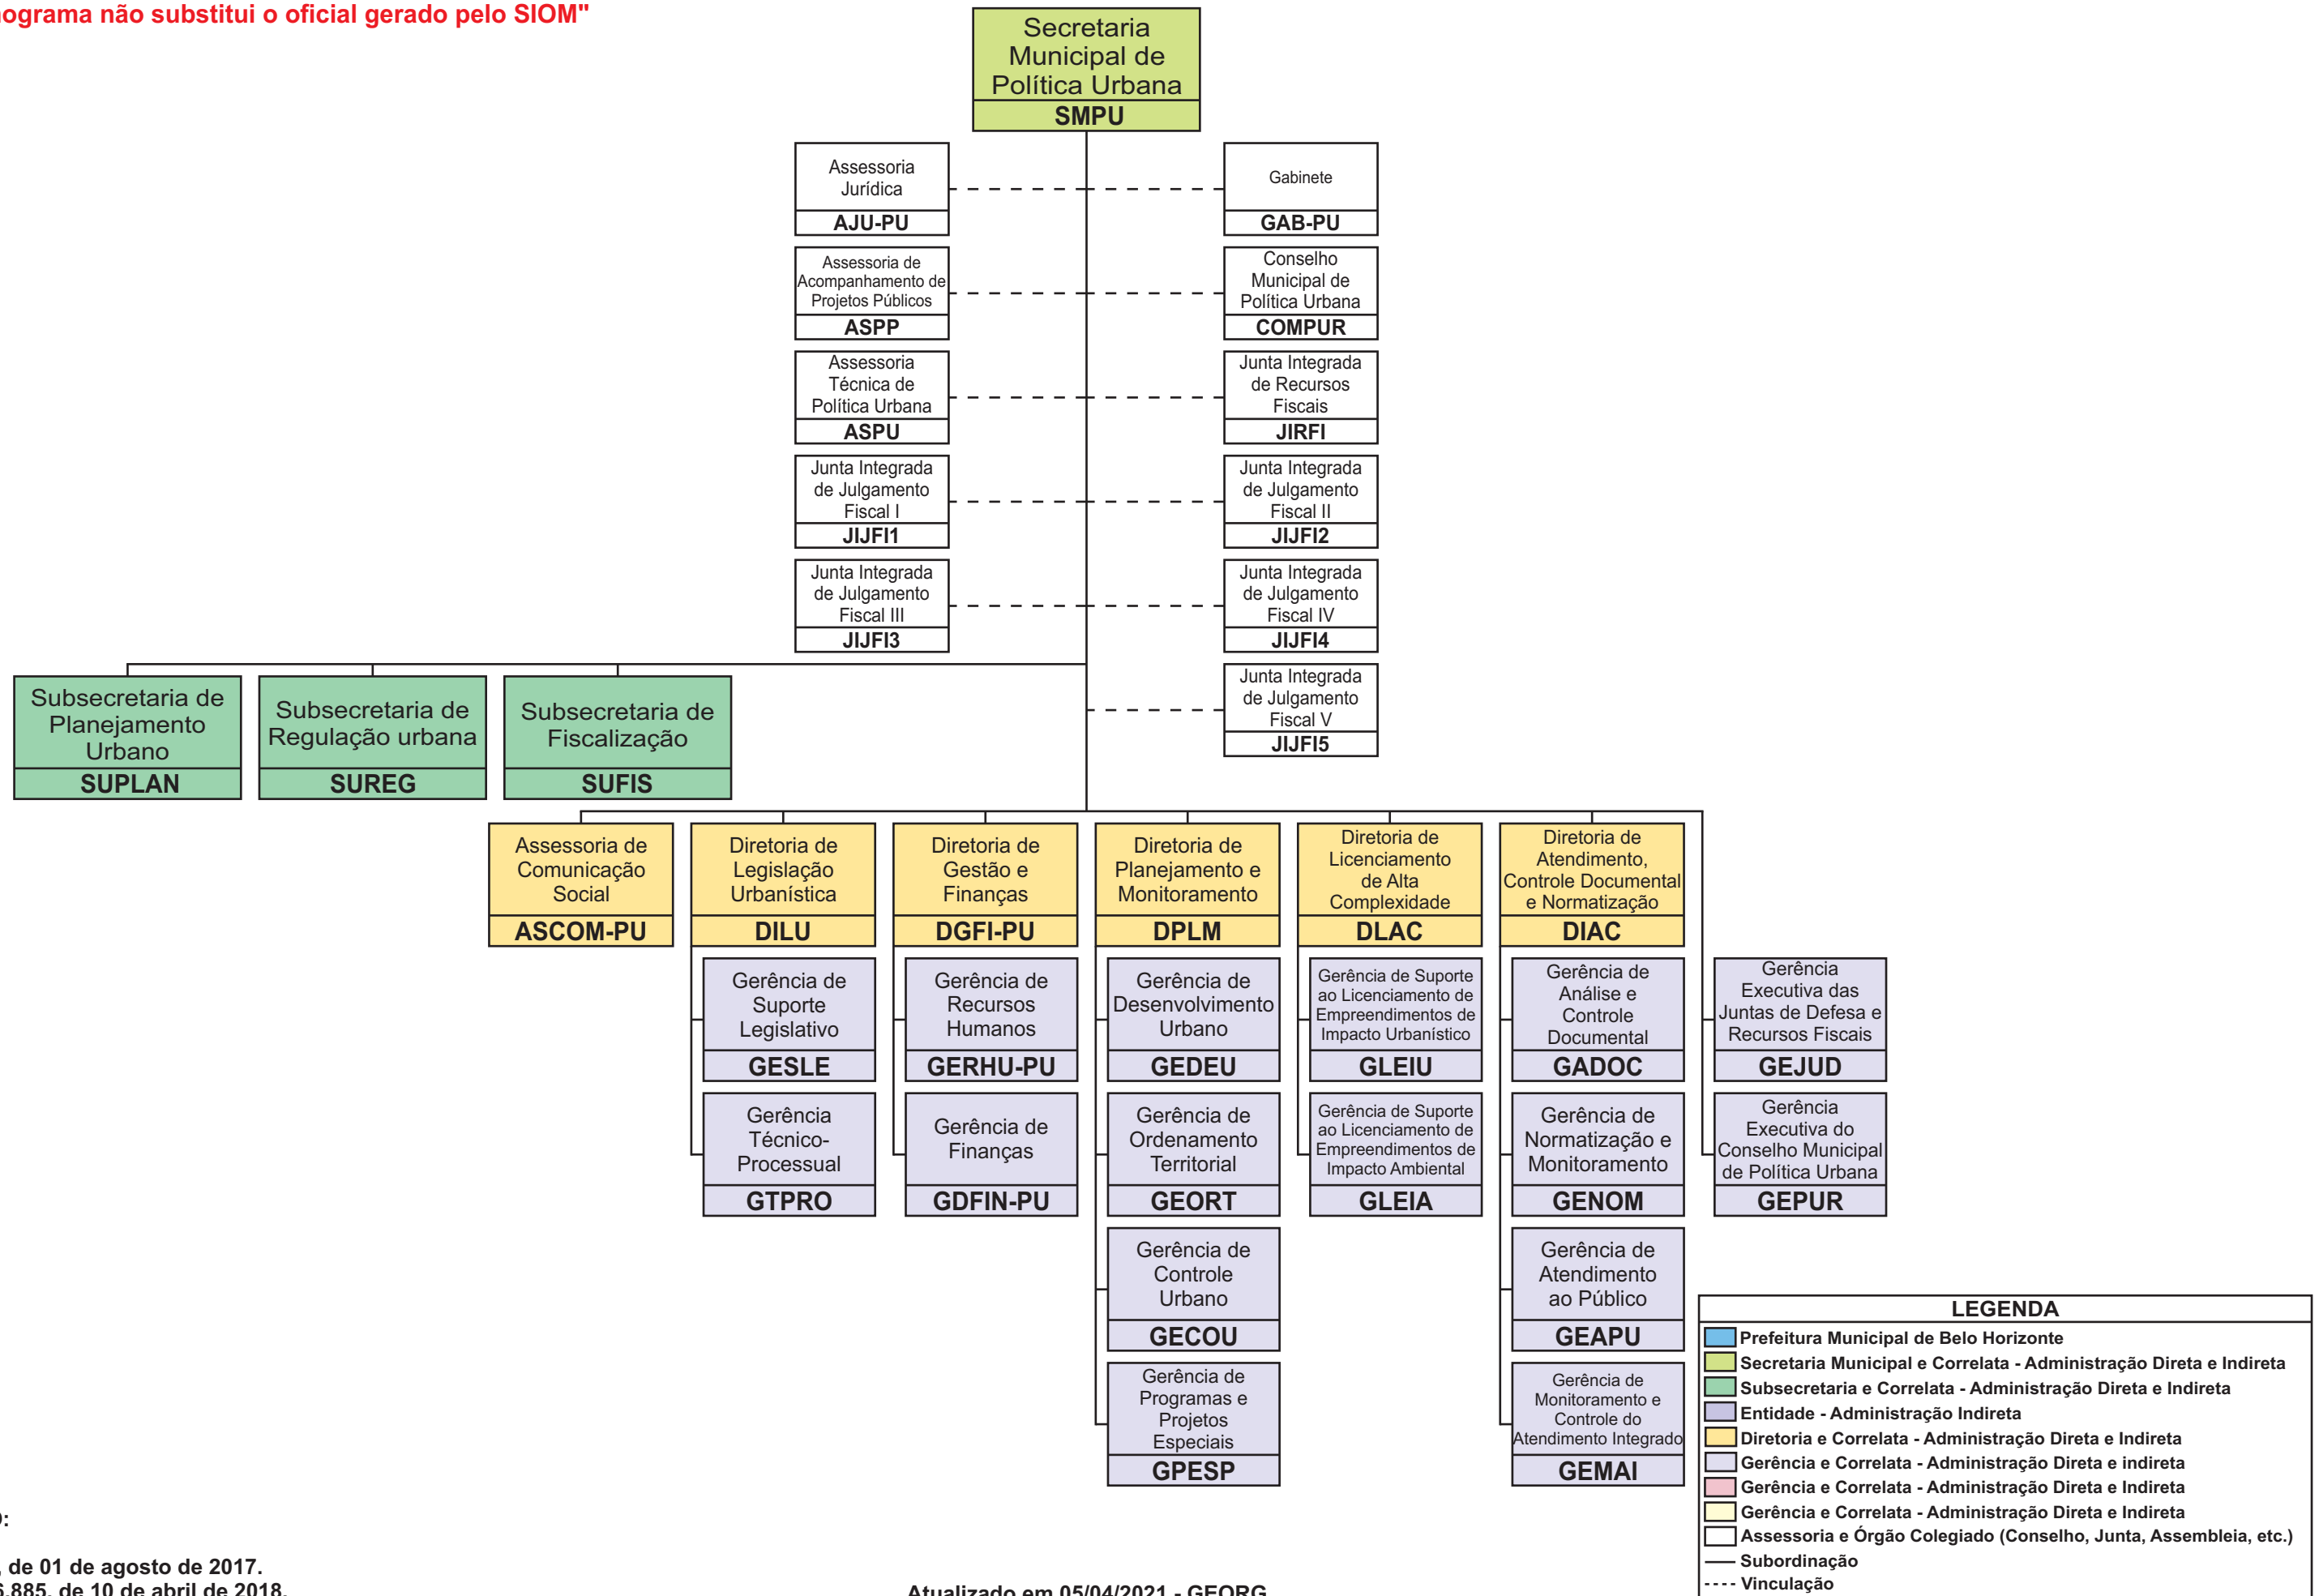 ograma não substitui o oficial gerado pelo SIOM"
Secretaria
Municipal de
Política Urbana
SMPU
Assessoria
Jurídica
AJU-PU
Gabinete
GAB-PU
Assessoria de
Acompanhamento de
Projetos Públicos
ASPP
Conselho
Municipal de
Política Urbana
COMPUR
Assessoria
Técnica de
Política Urbana
ASPU
Junta Integrada
de Recursos
Fiscais
JIRFI
Junta Integrada
de Julgamento
Fiscal I
JIJFI1
Junta Integrada
de Julgamento
Fiscal II
JIJFI2
Junta Integrada
de Julgamento
Fiscal III
JIJFI3
Junta Integrada
de Julgamento
Fiscal IV
JIJFI4
Junta Integrada
de Julgamento
Fiscal V
JIJFI5
Subsecretaria de
Planejamento
Urbano
SUPLAN
Subsecretaria de
Regulação urbana
SUREG
Subsecretaria de
Fiscalização
SUFIS
Assessoria de
Comunicação
Social
ASCOM-PU
Diretoria de
Legislação
Urbanística
DILU
Diretoria de
Gestão e
Finanças
DGFI-PU
Diretoria de
Planejamento e
Monitoramento
DPLM
Diretoria de
Licenciamento
de Alta
Complexidade
DLAC
Diretoria de
Atendimento,
Controle Documental
e Normatização
DIAC
Gerência de
Suporte
Legislativo
GESLE
Gerência de
Recursos
Humanos
GERHU-PU
Gerência de
Desenvolvimento
Urbano
GEDEU
Gerência de Suporte
ao Licenciamento de
Empreendimentos de
Impacto Urbanístico
GLEIU
Gerência de
Análise e
Controle
Documental
GADOC
Gerência
Executiva das
Juntas de Defesa e
Recursos Fiscais
GEJUD
Gerência
Técnico-
Processual
GTPRO
Gerência de
Finanças
GDFIN-PU
Gerência de
Ordenamento
Territorial
GEORT
Gerência de Suporte
ao Licenciamento de
Empreendimentos de
Impacto Ambiental
GLEIA
Gerência de
Normatização e
Monitoramento
GENOM
Gerência
Executiva do
Conselho Municipal
de Política Urbana
GEPUR
Gerência de
Controle
Urbano
GECOU
Gerência de
Atendimento
ao Público
GEAPU
Gerência de
Programas e
Projetos
Especiais
GPESP
Gerência de
Monitoramento e
Controle do
Atendimento Integrado
GEMAI
LEGENDA
Prefeitura Municipal de Belo Horizonte
Secretaria Municipal e Correlata - Administração Direta e Indireta
Subsecretaria e Correlata - Administração Direta e Indireta
Entidade - Administração Indireta
Diretoria e Correlata - Administração Direta e Indireta
Gerência e Correlata - Administração Direta e indireta
Gerência e Correlata - Administração Direta e Indireta
Gerência e Correlata - Administração Direta e Indireta
Assessoria e Órgão Colegiado (Conselho, Junta, Assembleia, etc.)
Subordinação
Vinculação
, de 01 de agosto de 2017.
6.885, de 10 de abril de 2018.
Atualizado em 05/04/2021 - GEORG